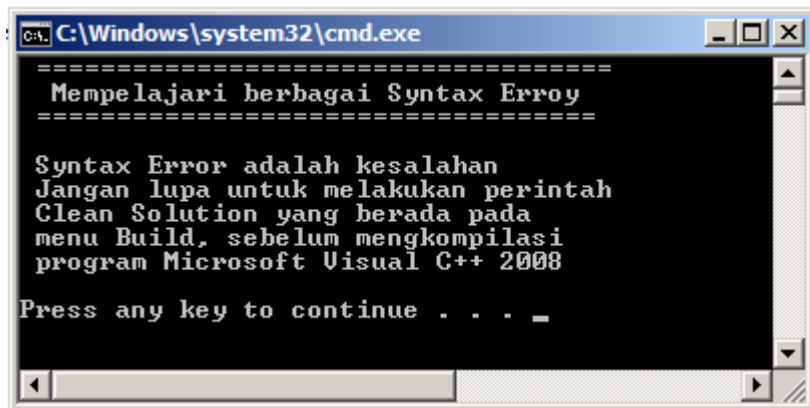 C:\Windows\system32\cmd.exe
====================================
Mempelajari berbagai Syntax Erroy
===================================
Syntax Error adalah kesalahan
Jangan lupa untuk melakukan perintah
Clean Solution yang berada pada
menu Build, sebelum mengkompilasi
program Microsoft Visual C++ 2008
Press any key to continue . . . _